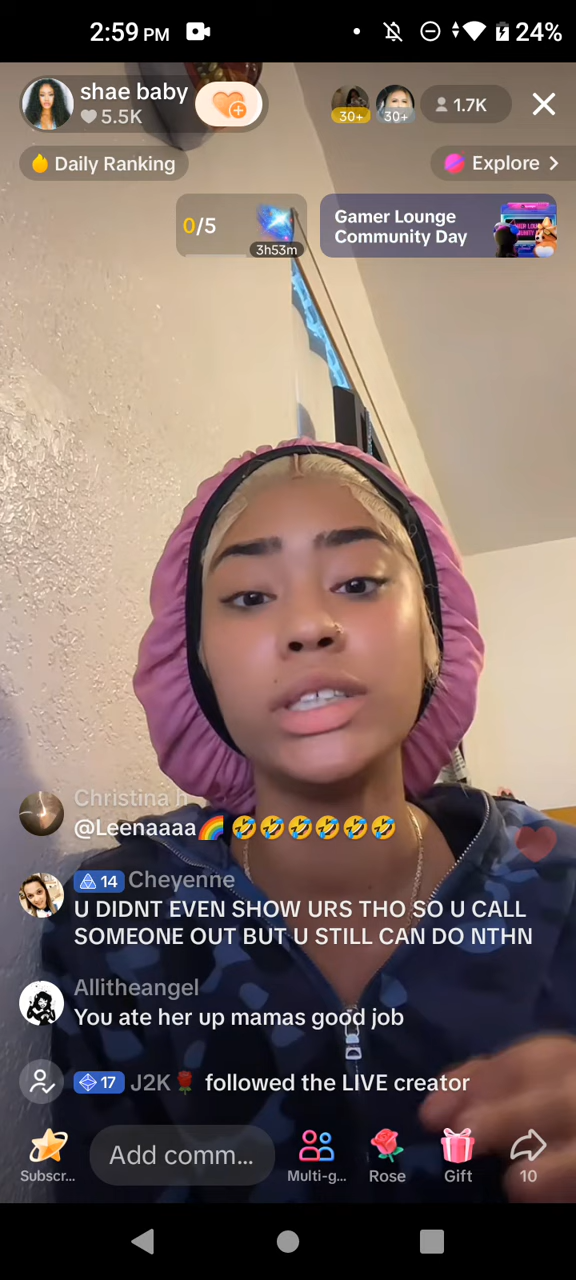 2:59 PM
24%
shae baby
5.5K
30+
30+
1.7K
Daily Ranking
Explore
0/5
3h53m
Gamer Lounge
Community Day
Christina h
@Leenaaaa🌈 🤣🤣🤣🤣🤣🤣
14 Cheyenne
U DIDNT EVEN SHOW URS THO SO U CALL
SOMEONE OUT BUT U STILL CAN DO NTHN
Allitheangel
You ate her up mamas good job
17 J2K🌹 followed the LIVE creator
Subscr...
Add comm...
Multi-g...
Rose
Gift
10